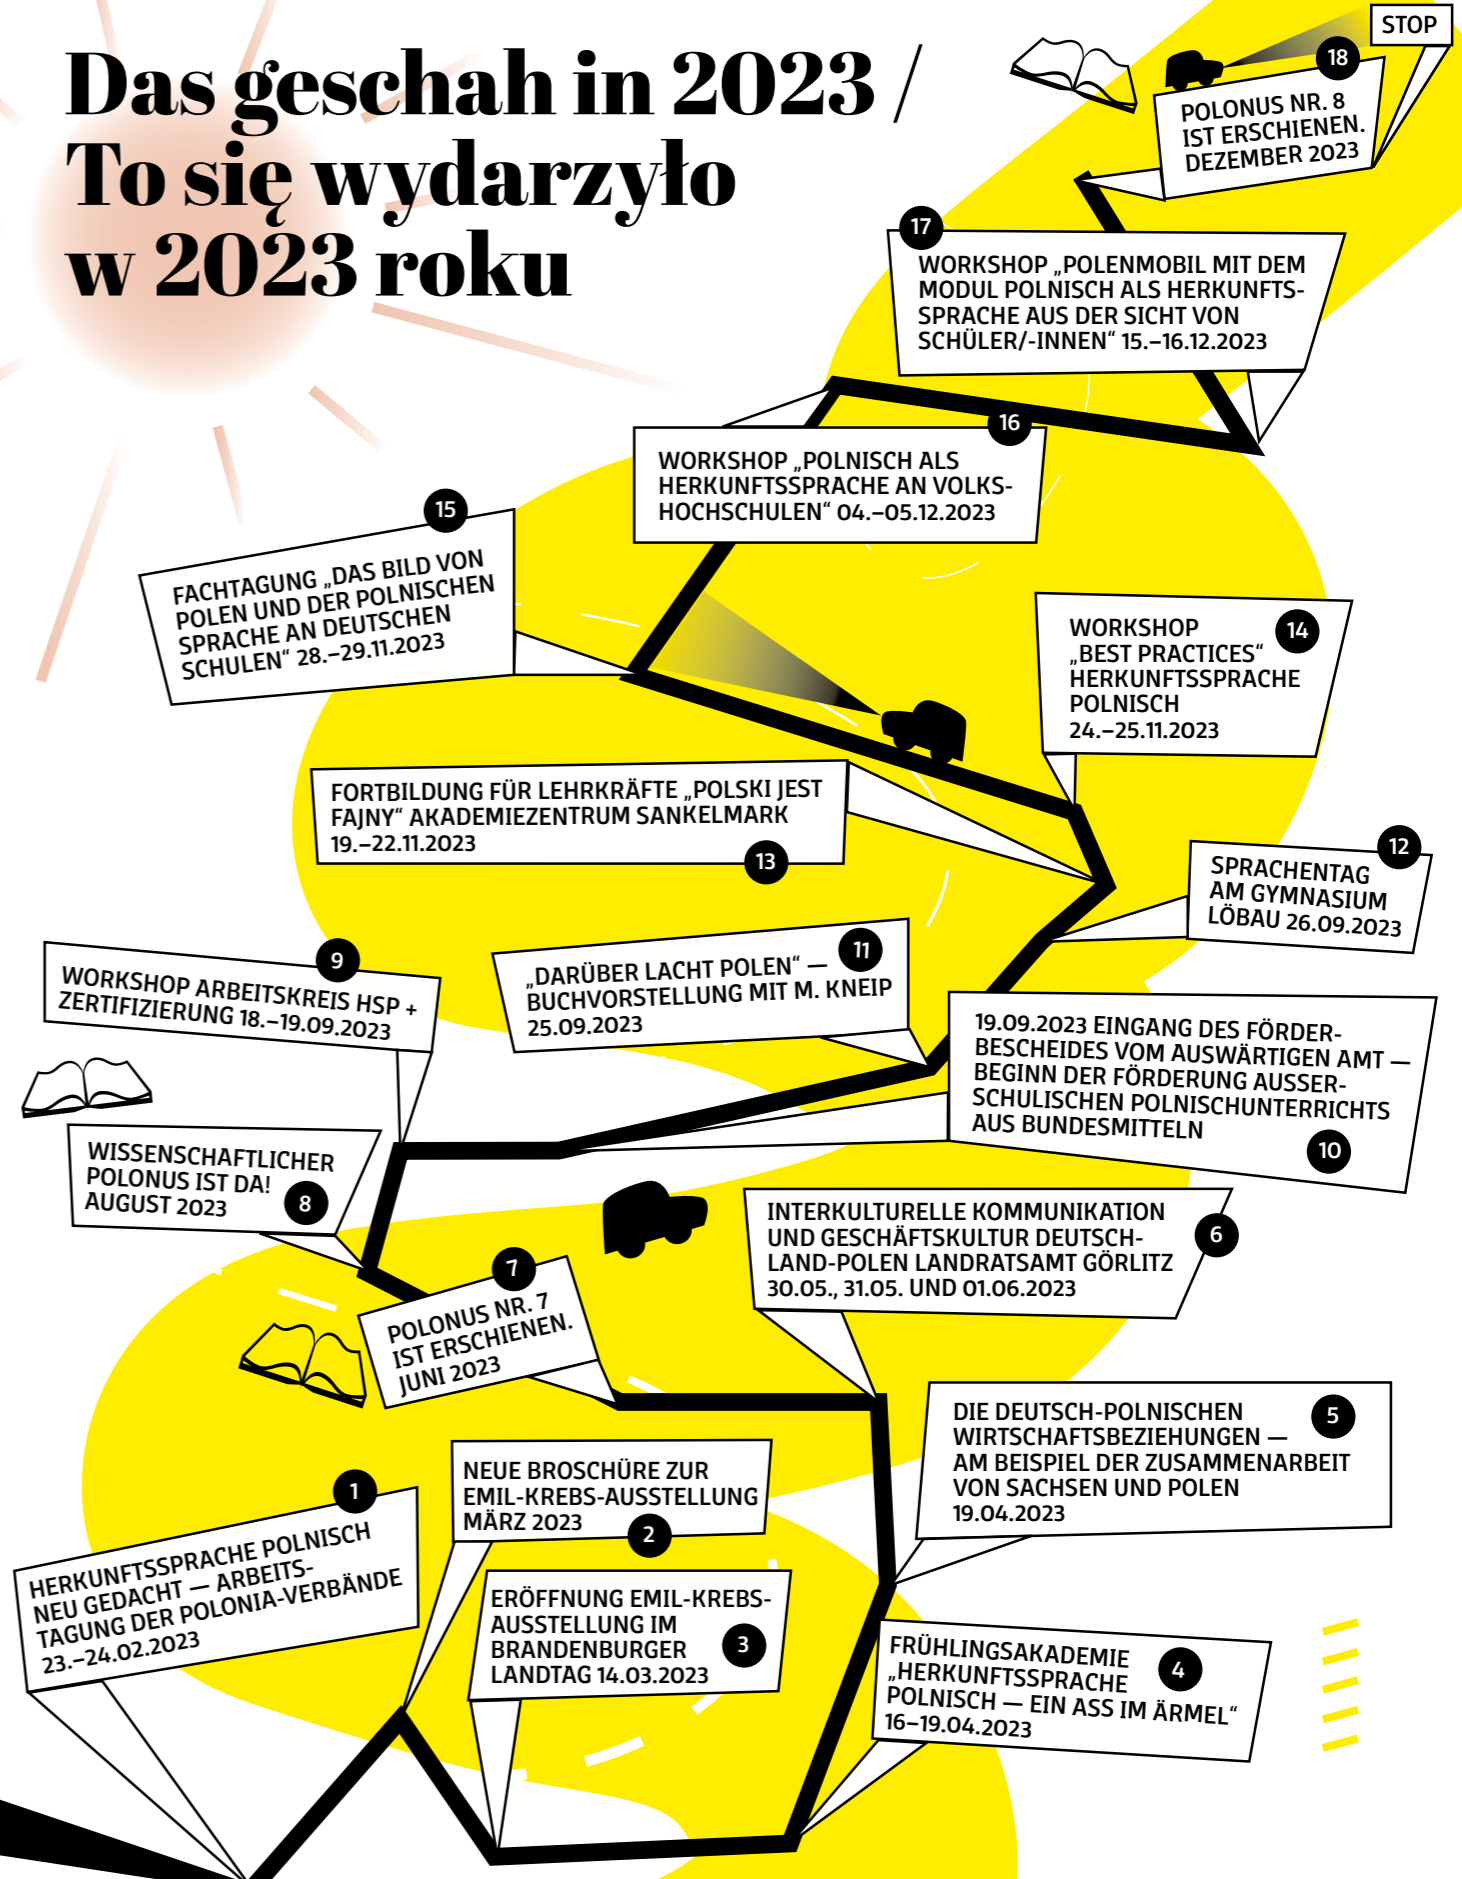 Das geschah in 2023 /
To się wydarzyło
w 2023 roku
STOP
18
POLONUS NR. 8
IST ERSCHIENEN.
DEZEMBER 2023
17
WORKSHOP „POLENMOBIL MIT DEM
MODUL POLNISCH ALS HERKUNFTS-
SPRACHE AUS DER SICHT VON
SCHÜLER/-INNEN“ 15.–16.12.2023
16
WORKSHOP „POLNISCH ALS
HERKUNFTSSPRACHE AN VOLKS-
HOCHSCHULEN“ 04.–05.12.2023
15
FACHTAGUNG „DAS BILD VON
POLEN UND DER POLNISCHEN
SPRACHE AN DEUTSCHEN
SCHULEN“ 28.–29.11.2023
14
WORKSHOP
„BEST PRACTICES“
HERKUNFTSSPRACHE
POLNISCH
24.–25.11.2023
FORTBILDUNG FÜR LEHRKRÄFTE „POLSKI JEST
FAJNY“ AKADEMIEZENTRUM SANKELMARK
19.–22.11.2023
13
12
SPRACHENTAG
AM GYMNASIUM
LÖBAU 26.09.2023
11
„DARÜBER LACHT POLEN“ —
BUCHVORSTELLUNG MIT M. KNEIP
25.09.2023
9
WORKSHOP ARBEITSKREIS HSP +
ZERTIFIZIERUNG 18.–19.09.2023
19.09.2023 EINGANG DES FÖRDER-
BESCHEIDES VOM AUSWÄRTIGEN AMT —
BEGINN DER FÖRDERUNG AUSSER-
SCHULISCHEN POLNISCHUNTERRICHTS
AUS BUNDESMITTELN
10
WISSENSCHAFTLICHER
POLONUS IST DA!
AUGUST 2023
8
INTERKULTURELLE KOMMUNIKATION
UND GESCHÄFTSKULTUR DEUTSCH-
LAND-POLEN LANDRATSAMT GÖRLITZ
30.05., 31.05. UND 01.06.2023
6
7
POLONUS NR. 7
IST ERSCHIENEN.
JUNI 2023
DIE DEUTSCH-POLNISCHEN
WIRTSCHAFTSBEZIEHUNGEN —
AM BEISPIEL DER ZUSAMMENARBEIT
VON SACHSEN UND POLEN
19.04.2023
5
NEUE BROSCHÜRE ZUR
EMIL-KREBS-AUSSTELLUNG
MÄRZ 2023
2
1
HERKUNFTSSPRACHE POLNISCH
NEU GEDACHT — ARBEITS-
TAGUNG DER POLONIA-VERBÄNDE
23.–24.02.2023
ERÖFFNUNG EMIL-KREBS-
AUSSTELLUNG IM
BRANDENBURGER
LANDTAG 14.03.2023
3
FRÜHLINGSAKADEMIE
„HERKUNFTSSPRACHE
POLNISCH — EIN ASS IM ÄRMEL“
16–19.04.2023
4